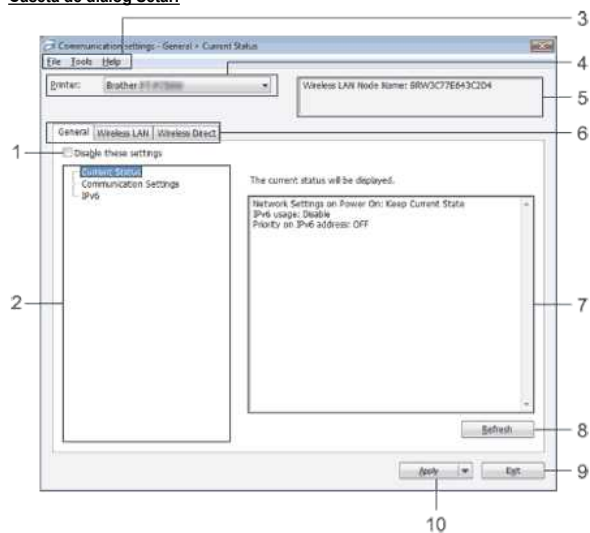 Caseta de dialog Setări
3
Communication settings - General > Current Status
File Tools Help
4
Printer: Brother
Wireless LAN Node Name: BRW3C77E643C2D4
5
General Wireless LAN Wireless Direct
6
1
Disable these settings
Current Status
Communication Settings
IPv6
The current status will be displayed.
Network Settings on Power On: Keep Current State
IPv6 usage: Disable
Priority on IPv6 address: OFF
2
7
Refresh
8
Apply
Exit
9
10